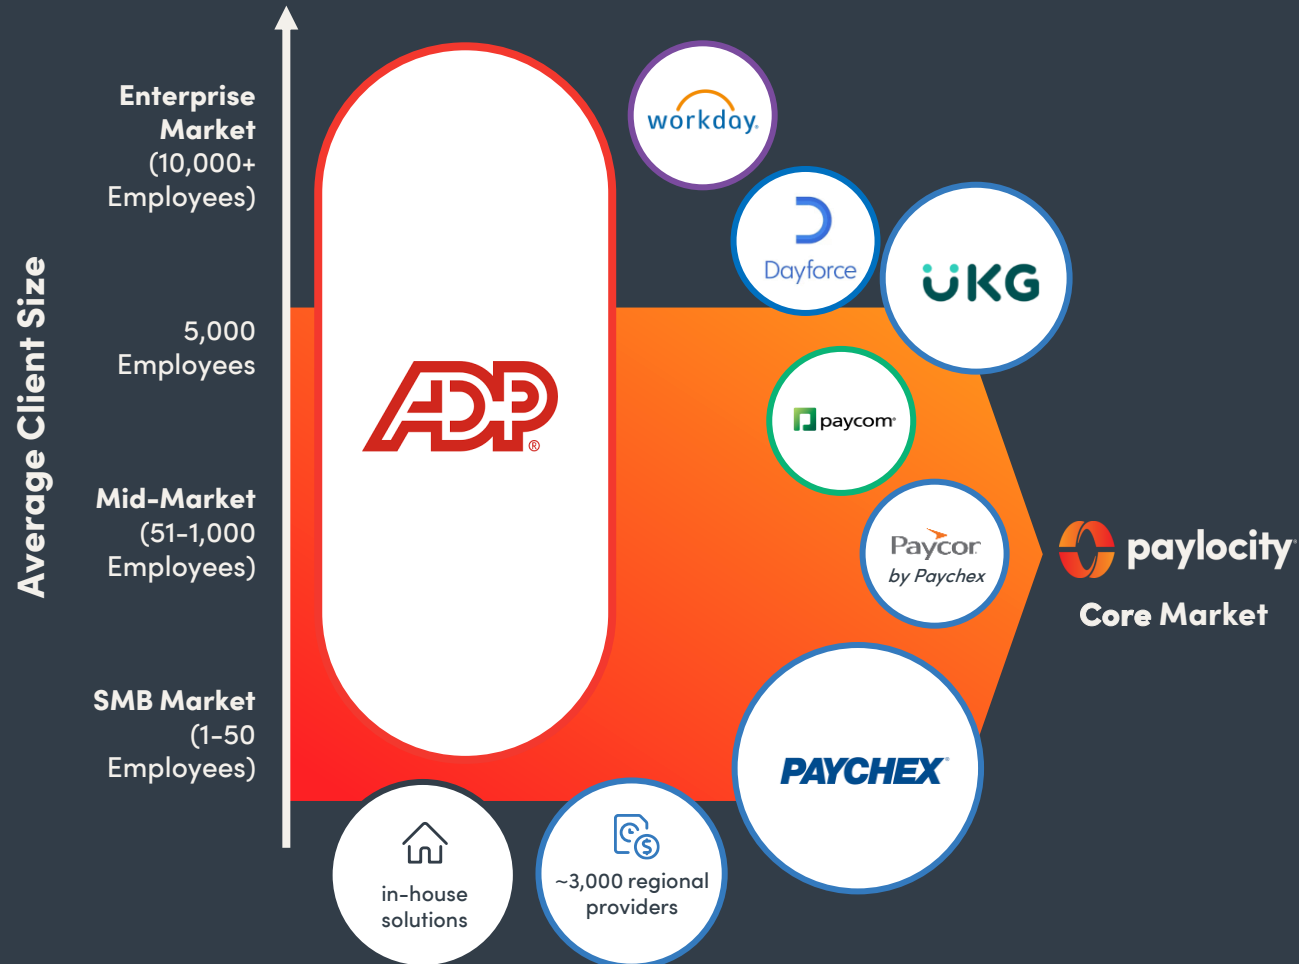 Average Client Size
Enterprise
Market
(10,000+
Employees)
5,000
Employees
Mid-Market
(51-1,000
Employees)
SMB Market
(1-50
Employees)
ADP®
workday®
Dayforce
UKG
paycom®
Paycor
by Paychex
PAYCHEX®
in-house
solutions
~3,000 regional
providers
paylocity
Core Market